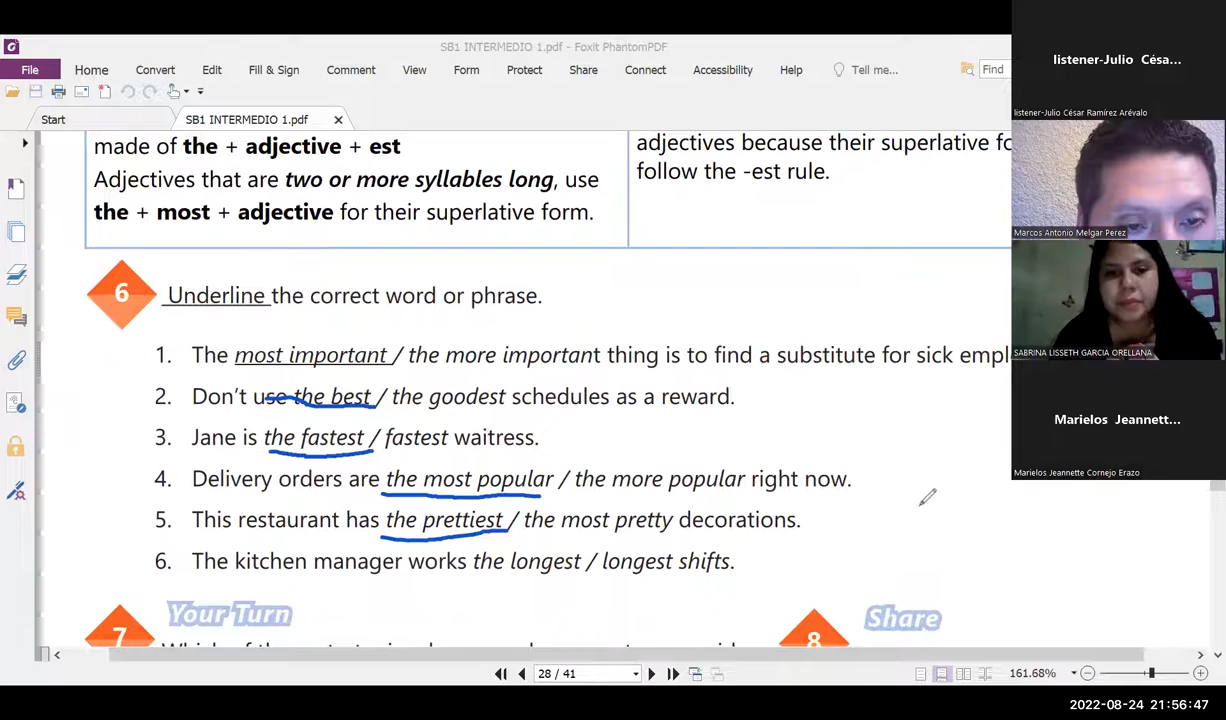 SB1 INTERMEDIO 1.pdf - Foxit PhantomPDF
File Home Convert Edit Fill & Sign Comment View Form Protect Share Connect Accessibility Help Tell me... Find
Start SB1 INTERMEDIO 1.pdf
made of the + adjective + est
Adjectives that are two or more syllables long, use
the + most + adjective for their superlative form.
adjectives because their superlative fo
follow the -est rule.
6 Underline the correct word or phrase.
1. The most important / the more important thing is to find a substitute for sick empl
2. Don't use the best / the goodest schedules as a reward.
3. Jane is the fastest / fastest waitress.
4. Delivery orders are the most popular / the more popular right now.
5. This restaurant has the prettiest / the most pretty decorations.
6. The kitchen manager works the longest / longest shifts.
7 Your Turn
8 Share
28 / 41
161.68%
listener-Julio César...
listener-Julio César Ramírez Arévalo
Marcos Antonio Melgar Perez
SABRINA LISSETH GARCIA ORELLANA
Marielos Jeannett...
Marielos Jeannette Cornejo Erazo
2022-08-24 21:56:47